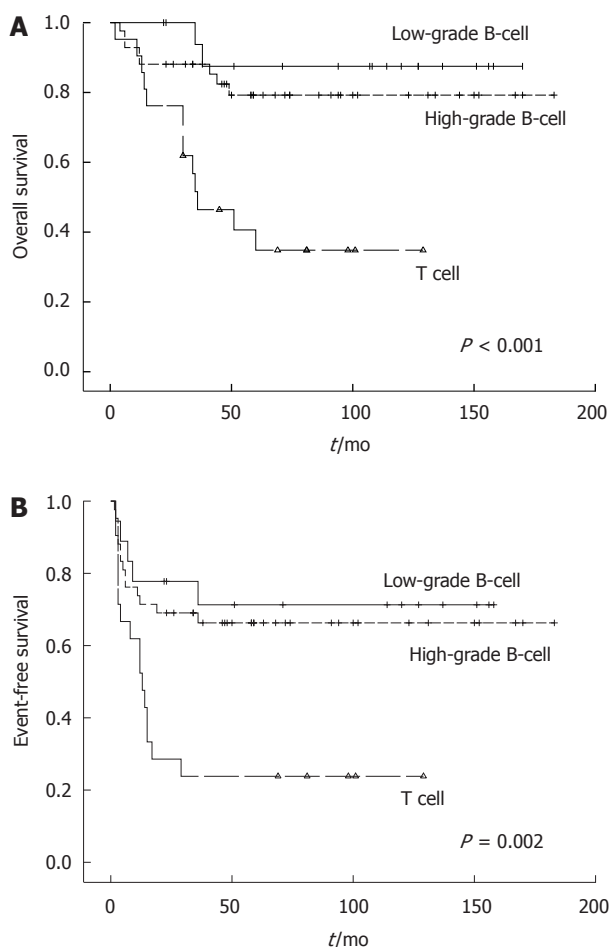 A
Overall survival
1.0
0.8
0.6
0.4
0.2
0.0
Low-grade B-cell
High-grade B-cell
T cell
P < 0.001
0 50 100 150 200
t/mo
B
Event-free survival
1.0
0.8
0.6
0.4
0.2
0.0
Low-grade B-cell
High-grade B-cell
T cell
P = 0.002
0 50 100 150 200
t/mo